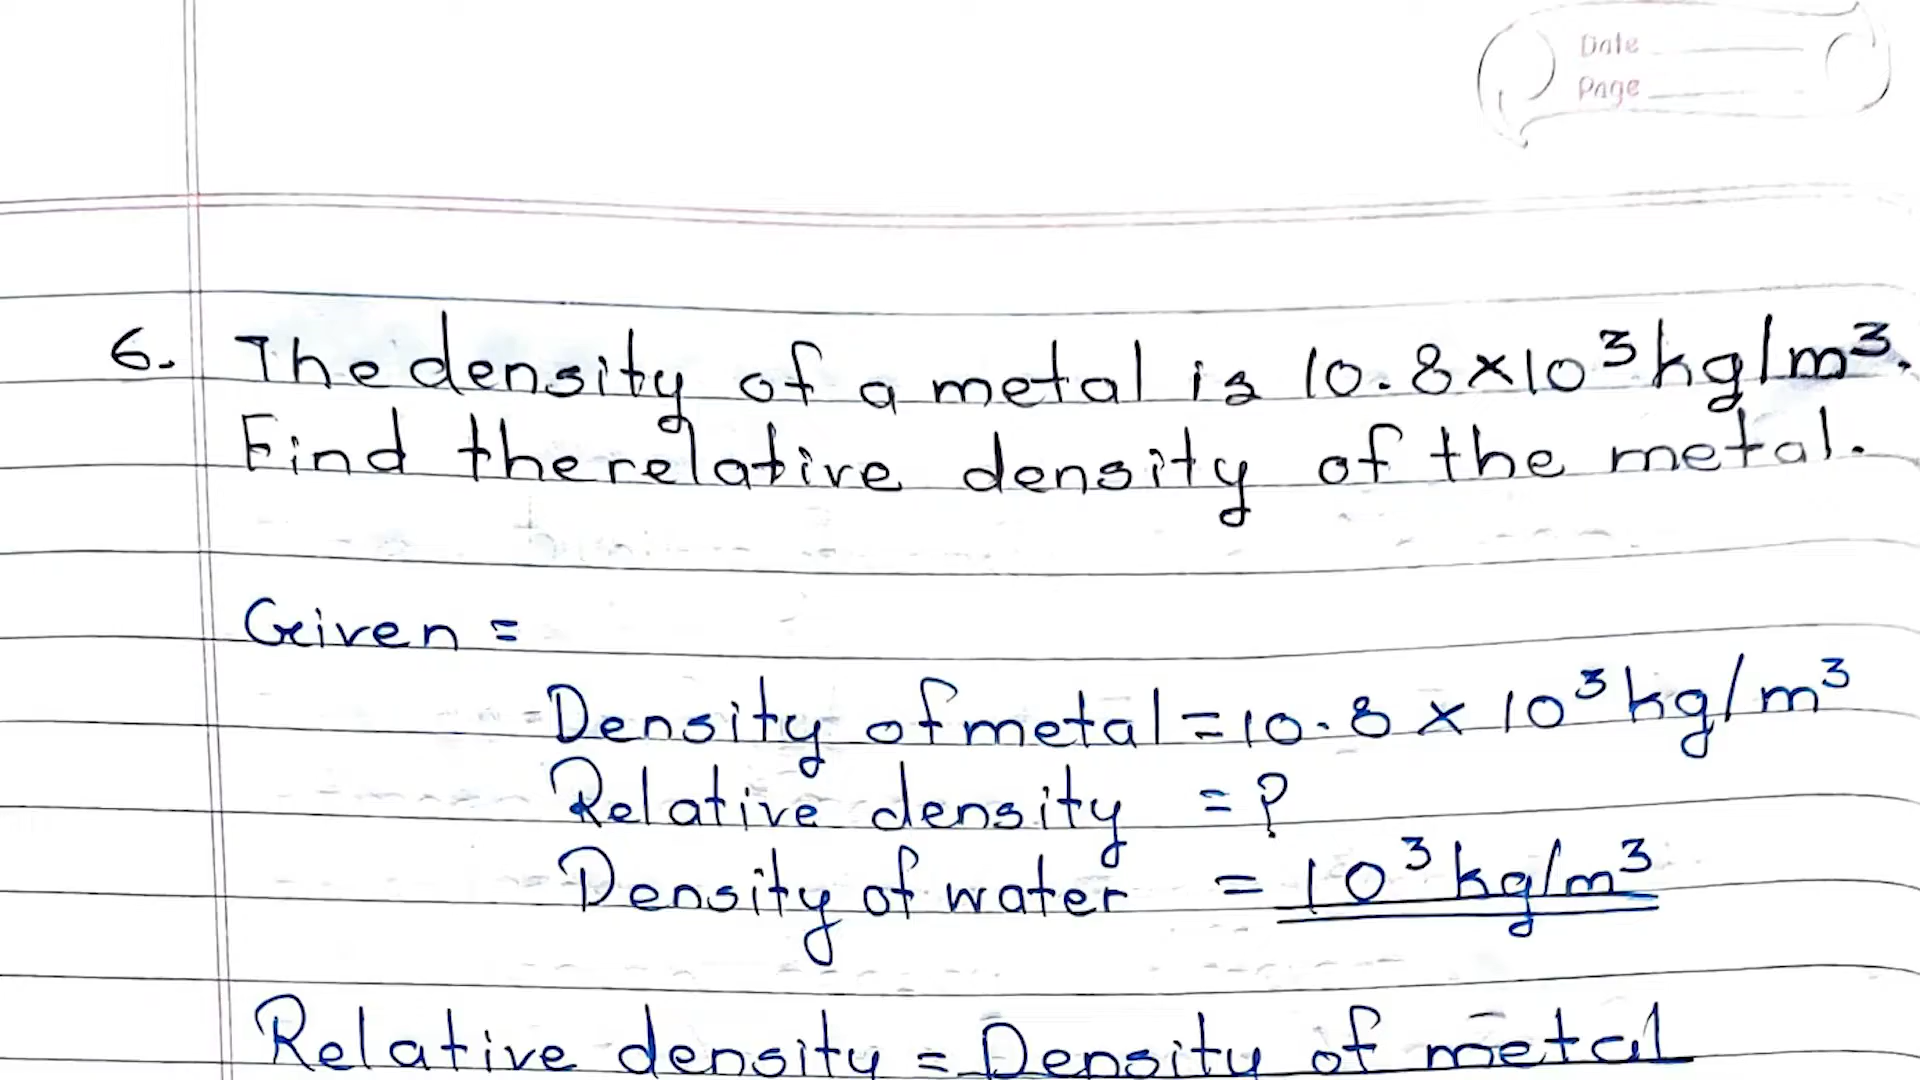 Date
Page
6. The density of a metal is 10.8×10³ kg/m³.
Find the relative density of the metal.
Given =
Density of metal = 10.8 × 10³ kg/m³
Relative density = ?
Density of water = 10³ kg/m³
Relative density = Density of metal